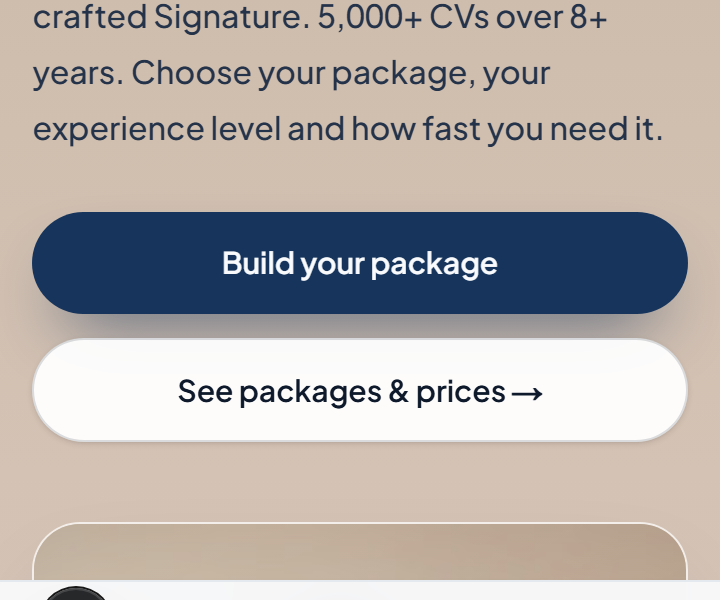 crafted Signature. 5,000+ CVs over 8+
years. Choose your package, your
experience level and how fast you need it.
Build your package
See packages & prices →